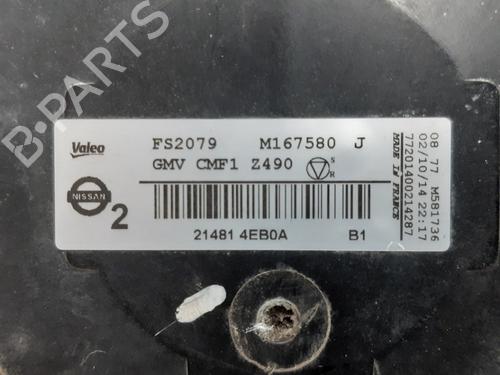 B-PARTS
Valeo
FS2079 M167580 J
GMV CMF1 Z490 S R
NISSAN
2
21481 4EB0A B1
08 77 M581736
02/10/14 22:17
77201400214287
MADE IN FRANCE